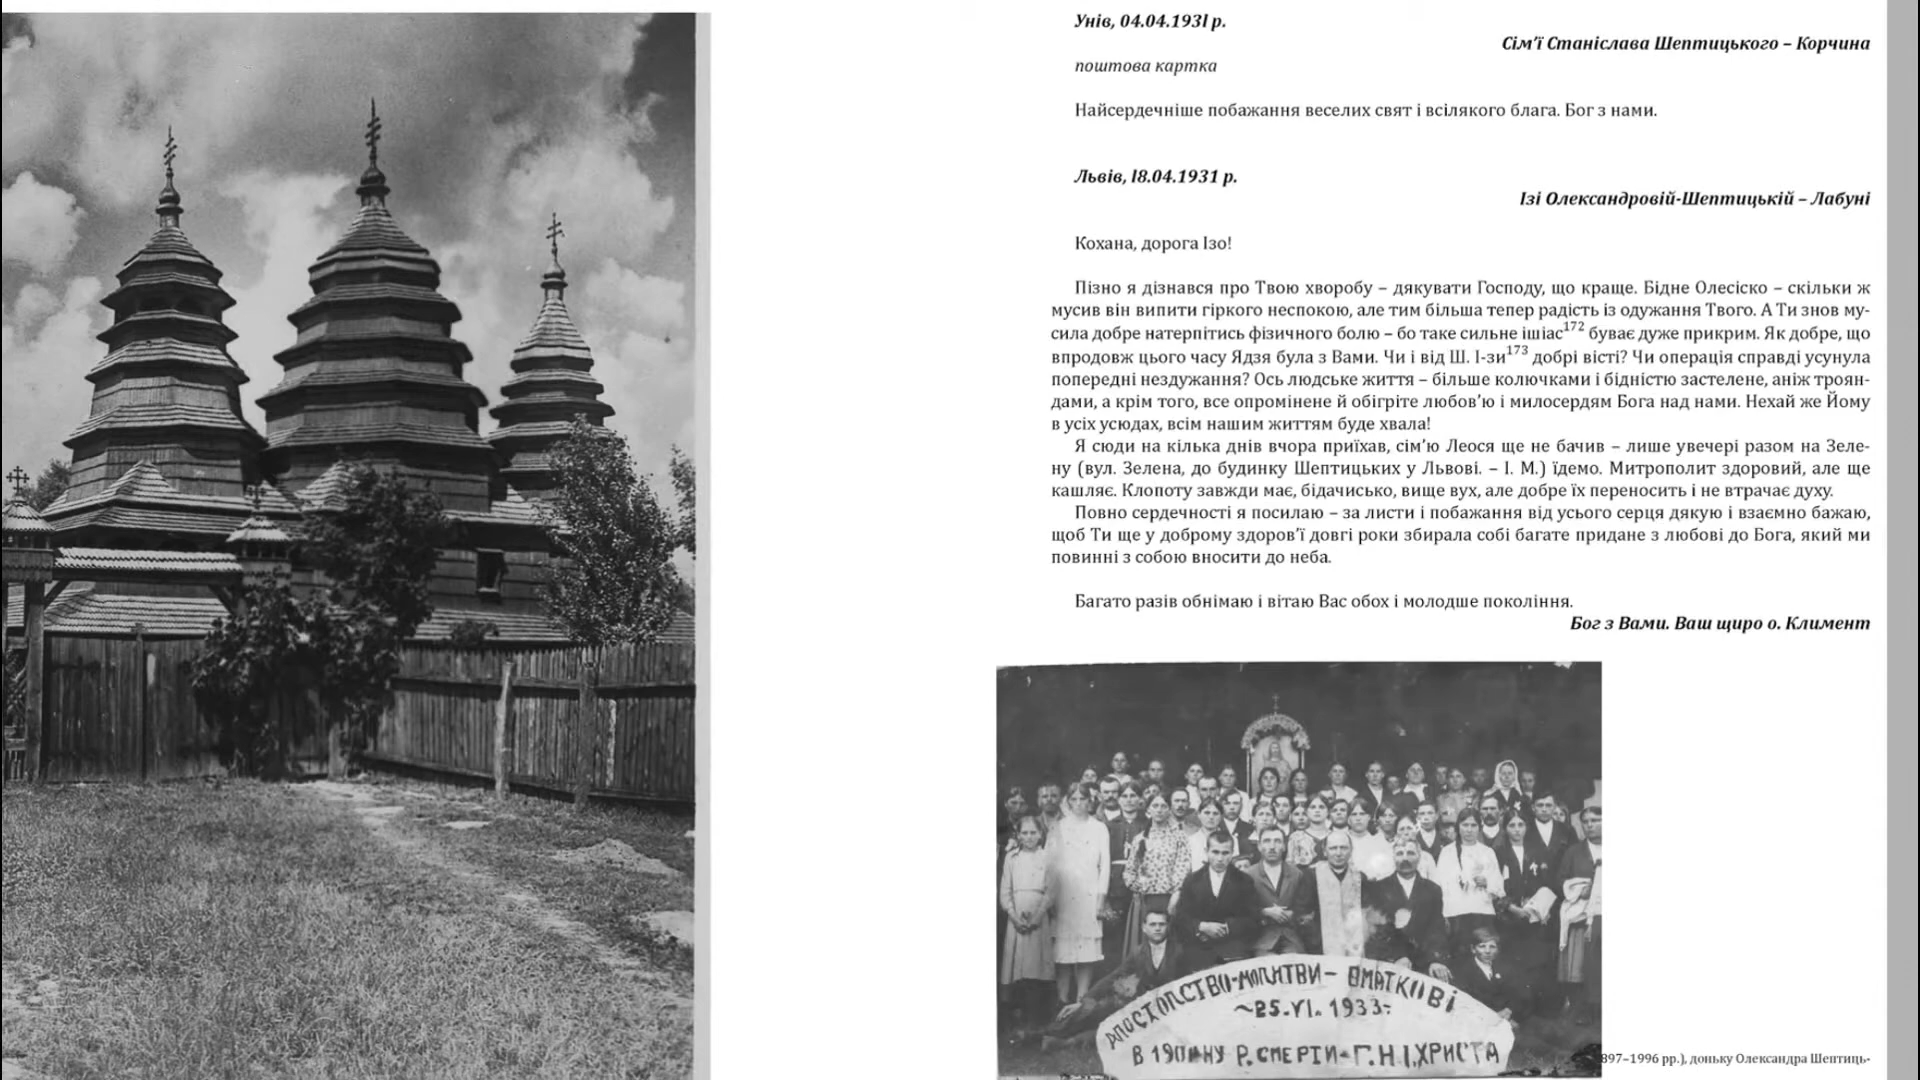 Унів, 04.04.193l р.
Сім’ї Станіслава Шептицького – Корчина
поштова картка
Найсердечніше побажання веселих свят і всілякого блага. Бог з нами.
Львів, l8.04.1931 р.
Ізі Олександровій-Шептицькій – Лабуні
Кохана, дорога Ізо!
Пізно я дізнався про Твою хворобу – дякувати Господу, що краще. Бідне Олесіско – скільки ж
мусив він випити гіркого неспокою, але тим більша тепер радість із одужання Твого. А Ти знов му-
сила добре натерпітись фізичного болю – бо таке сильне ішіас172 буває дуже прикрим. Як добре, що
впродовж цього часу Ядзя була з Вами. Чи і від Ш. І-зи173 добрі вісті? Чи операція справді усунула
попередні нездужання? Ось людське життя – більше колючками і бідністю застелене, аніж троян-
дами, а крім того, все опромінене й обігріте любов’ю і милосердям Бога над нами. Нехай же Йому
в усіх усюдах, всім нашим життям буде хвала!
Я сюди на кілька днів вчора приїхав, сім’ю Леося ще не бачив – лише увечері разом на Зеле-
ну (вул. Зелена, до будинку Шептицьких у Львові. – І. М.) їдемо. Митрополит здоровий, але ще
кашляє. Клопоту завжди має, бідачисько, вище вух, але добре їх переносить і не втрачає духу.
Повно сердечності я посилаю – за листи і побажання від усього серця дякую і взаємно бажаю,
щоб Ти ще у доброму здоров’ї довгі роки збирала собі багате придане з любові до Бога, який ми
повинні з собою вносити до неба.
Багато разів обнімаю і вітаю Вас обох і молодше покоління.
Бог з Вами. Ваш щиро о. Климент
АПОСТОЛСТВО-МОЛИТВИ –
~25.VI. 1933-
Р. СМЕРТИ-Г.Н І.ХРИСТА
897–1996 рр.), доньку Олександра Шептиць-